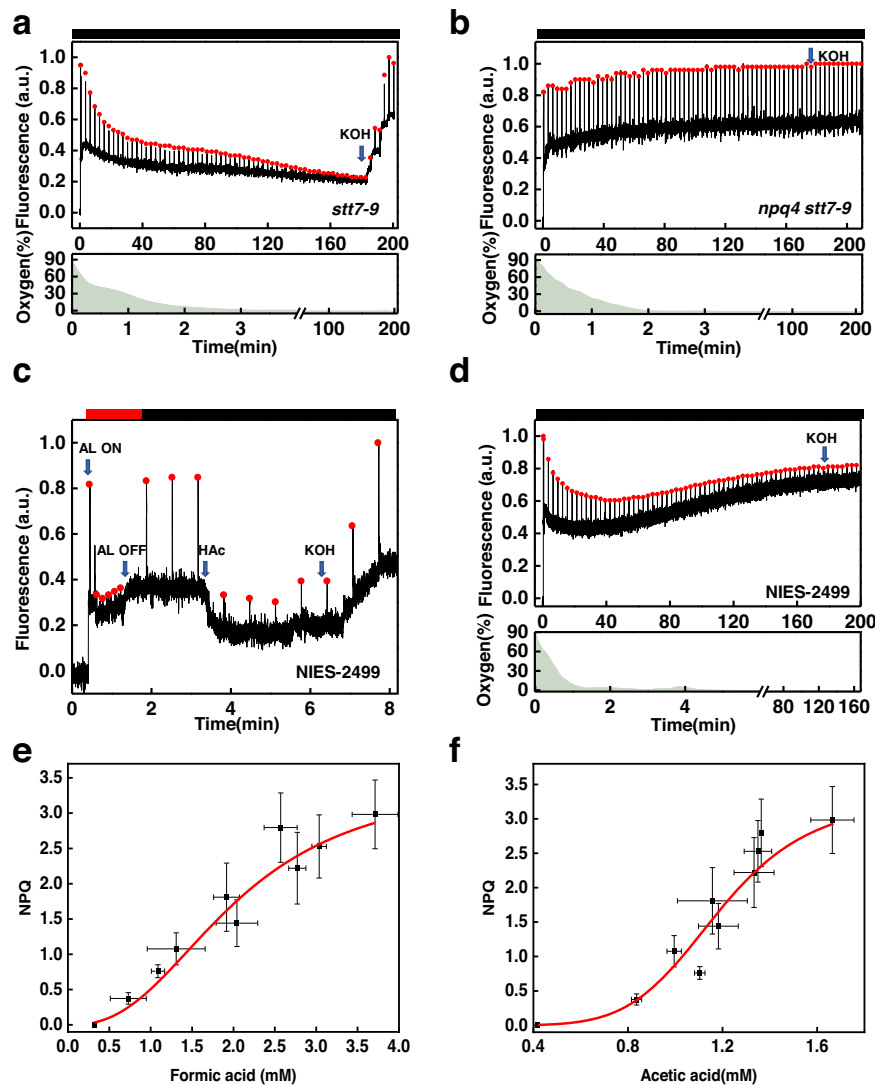 a
1.0
0.8
0.6
0.4
0.2
0.0
Fluorescence (a.u.)
KOH
stt7-9
0 40 80 120 160 200
90
60
30
0
Oxygen(%)
0 1 2 3 100 200
Time(min)
b
1.0
0.8
0.6
0.4
0.2
0.0
Fluorescence (a.u.)
KOH
npq4 stt7-9
0 40 80 120 160 200
90
60
30
0
Oxygen(%)
0 1 2 3 100 200
Time(min)
c
1.0
0.8
0.6
0.4
0.2
0.0
Fluorescence (a.u.)
AL ON
AL OFF
HAc
KOH
NIES-2499
0 2 4 6 8
Time(min)
d
1.0
0.8
0.6
0.4
0.2
0.0
Fluorescence (a.u.)
KOH
NIES-2499
0 40 80 120 160 200
90
60
30
0
Oxygen(%)
0 2 4 80 120 160
Time(min)
e
3.5
3.0
2.5
2.0
1.5
1.0
0.5
0.0
NPQ
0.0 0.5 1.0 1.5 2.0 2.5 3.0 3.5 4.0
Formic acid (mM)
f
3.5
3.0
2.5
2.0
1.5
1.0
0.5
0.0
NPQ
0.4 0.8 1.2 1.6
Acetic acid(mM)